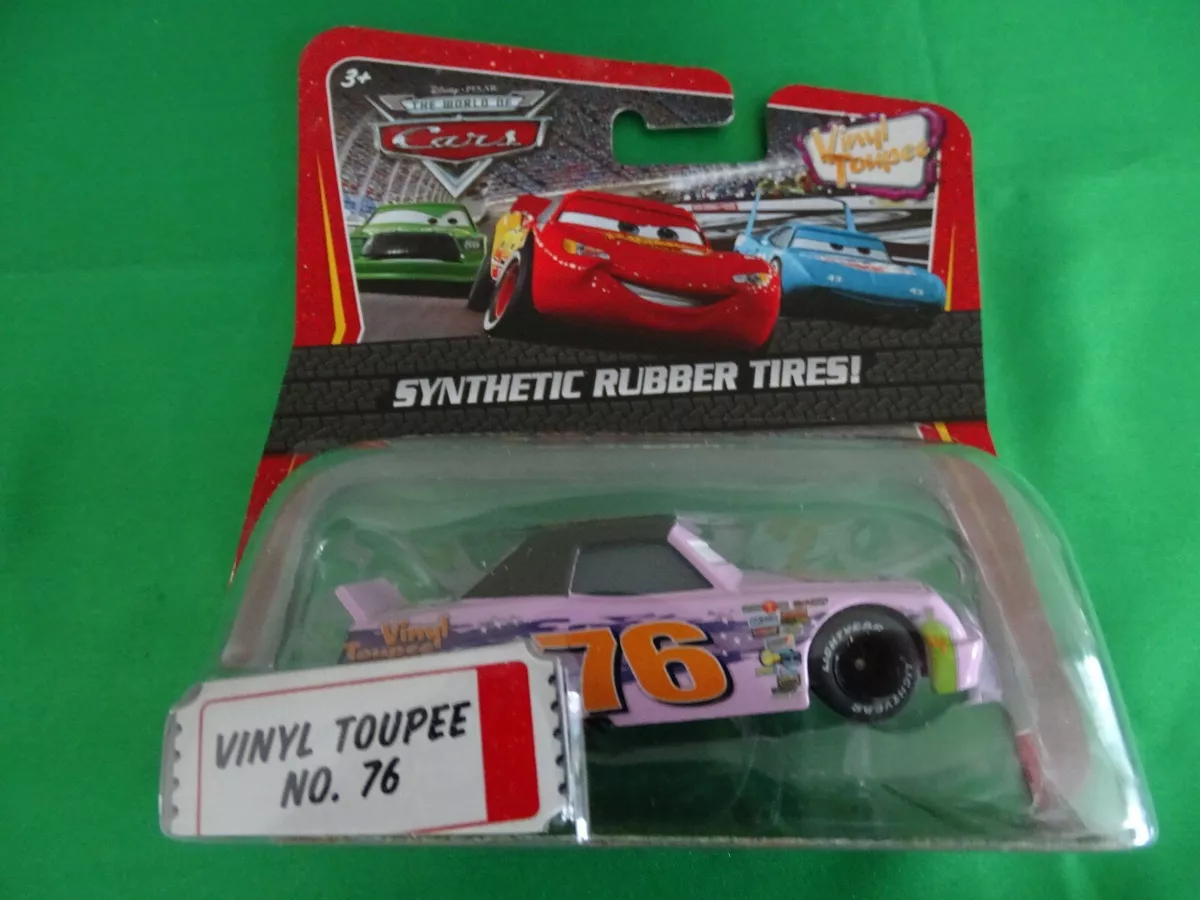 3+
Disney · PIXAR
THE WORLD OF
Cars
Vinyl
Toupee
SYNTHETIC RUBBER TIRES!
Vinyl
Toupee
76
LIGHTYEAR
LIGHTYEAR
VINYL TOUPEE
NO. 76